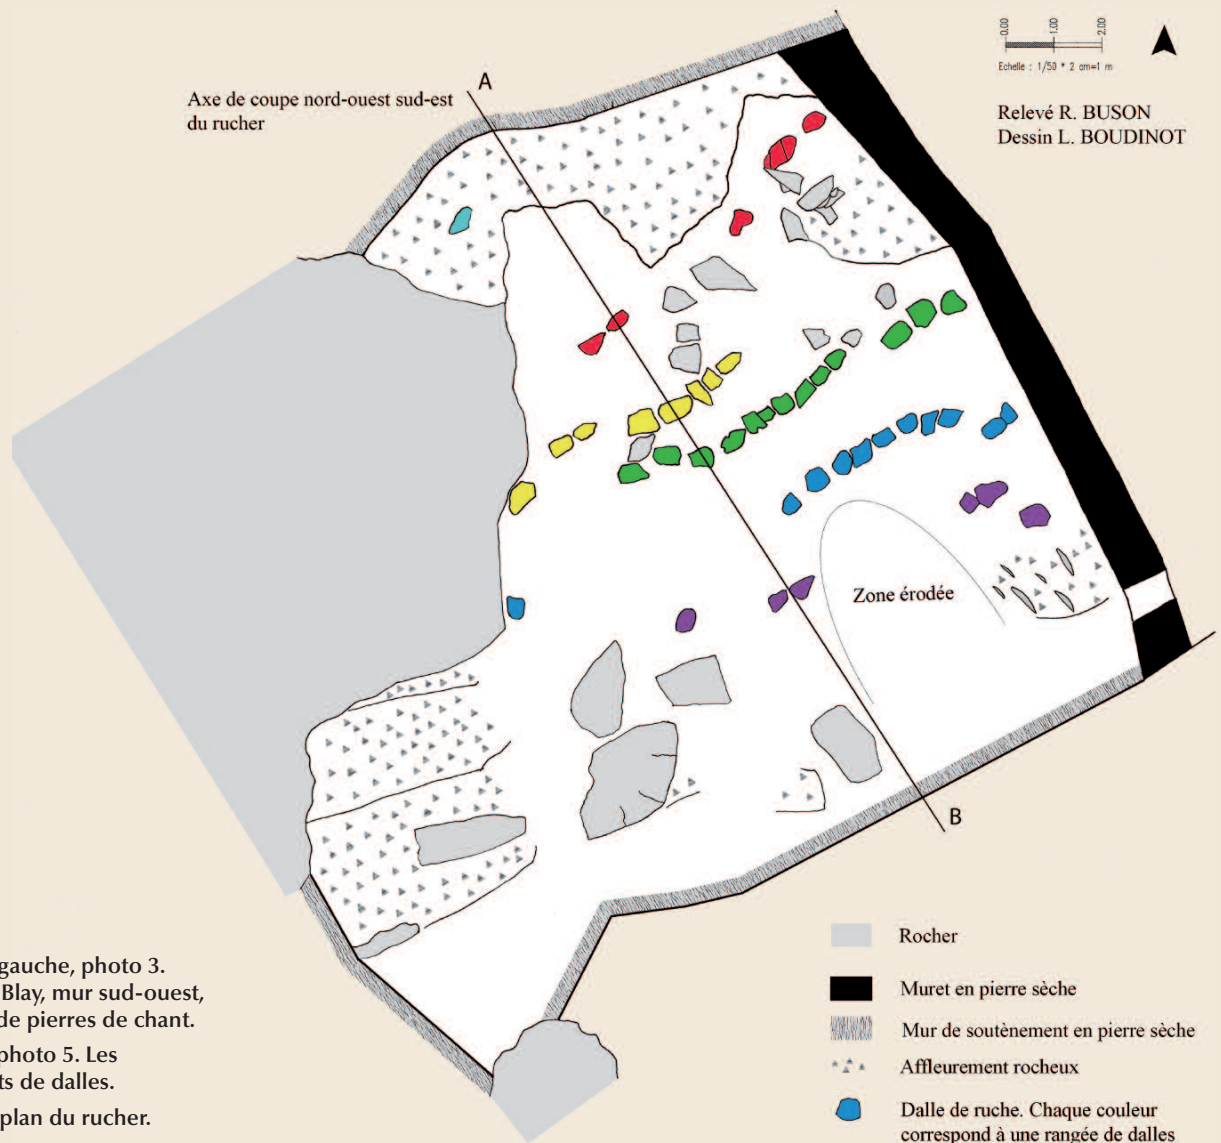 0.00 1.00 2.00
Echelle : 1/50 * 2 cm=1 m
Relevé R. BUSON
Dessin L. BOUDINOT
A
Axe de coupe nord-ouest sud-est
du rucher
Zone érodée
B
gauche, photo 3.
Blay, mur sud-ouest,
de pierres de chant.
photo 5. Les
ts de dalles.
plan du rucher.
Rocher
Muret en pierre sèche
Mur de soutènement en pierre sèche
Affleurement rocheux
Dalle de ruche. Chaque couleur
correspond à une rangée de dalles